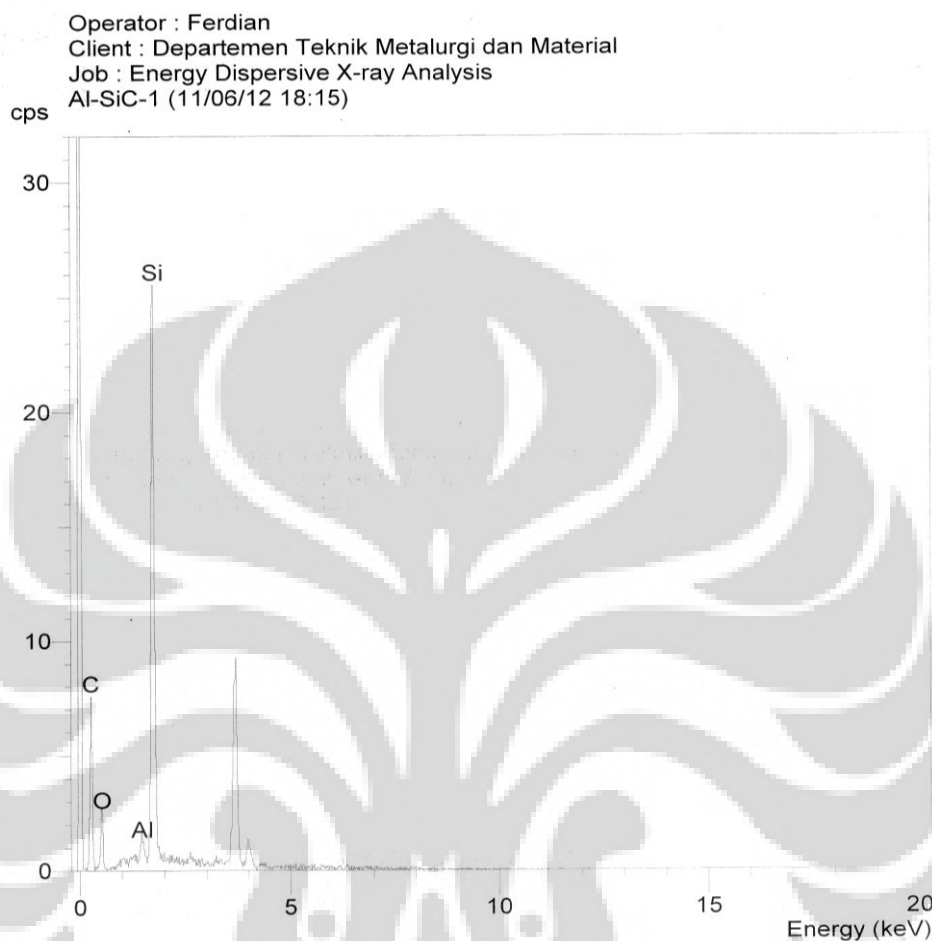 Operator : Ferdian
Client : Departemen Teknik Metalurgi dan Material
Job : Energy Dispersive X-ray Analysis
Al-SiC-1 (11/06/12 18:15)
cps
30
Si
20
10
C
O
Al
0
0 5 10 15 20
Energy (keV)